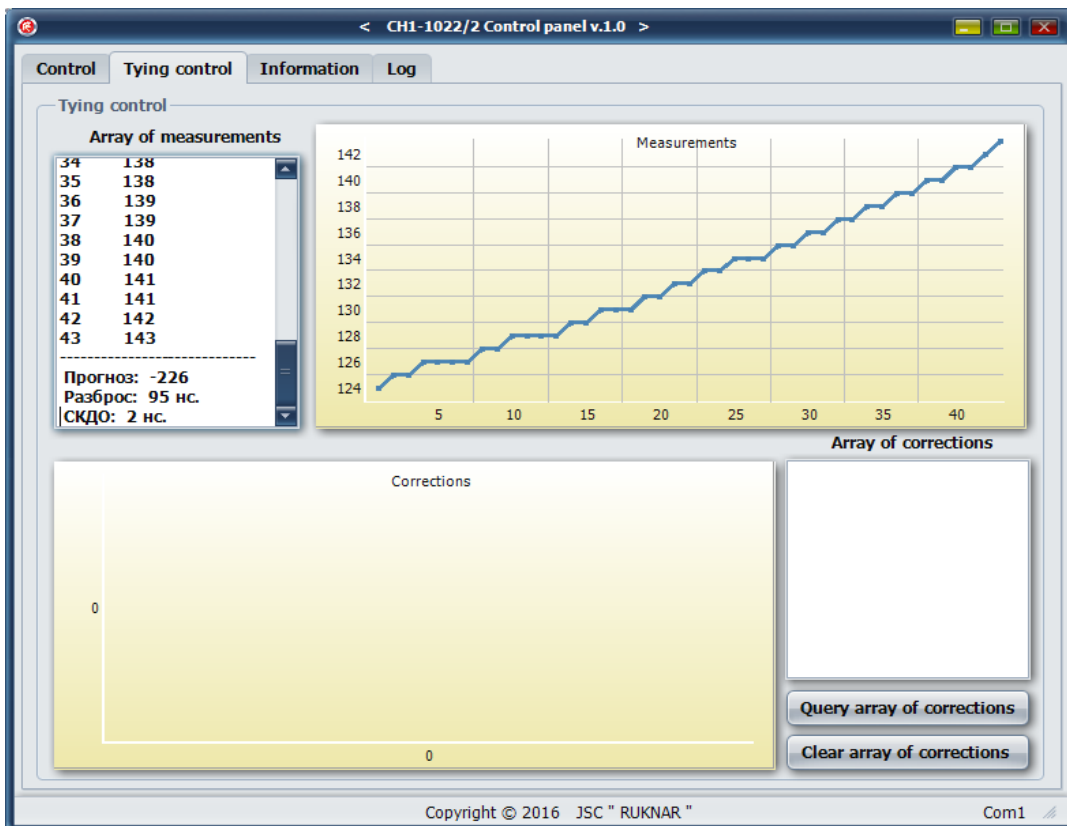 < CH1-1022/2 Control panel v.1.0 >
Control Tying control Information Log
Tying control
Array of measurements
34 138
35 138
36 139
37 139
38 140
39 140
40 141
41 141
42 142
43 143
-----------------------------
Прогноз: -226
Разброс: 95 нс.
СКДО: 2 нс.
Measurements
142
140
138
136
134
132
130
128
126
124
5 10 15 20 25 30 35 40
Corrections
0
0
Array of corrections
Query array of corrections
Clear array of corrections
Copyright © 2016 JSC " RUKNAR " Com1